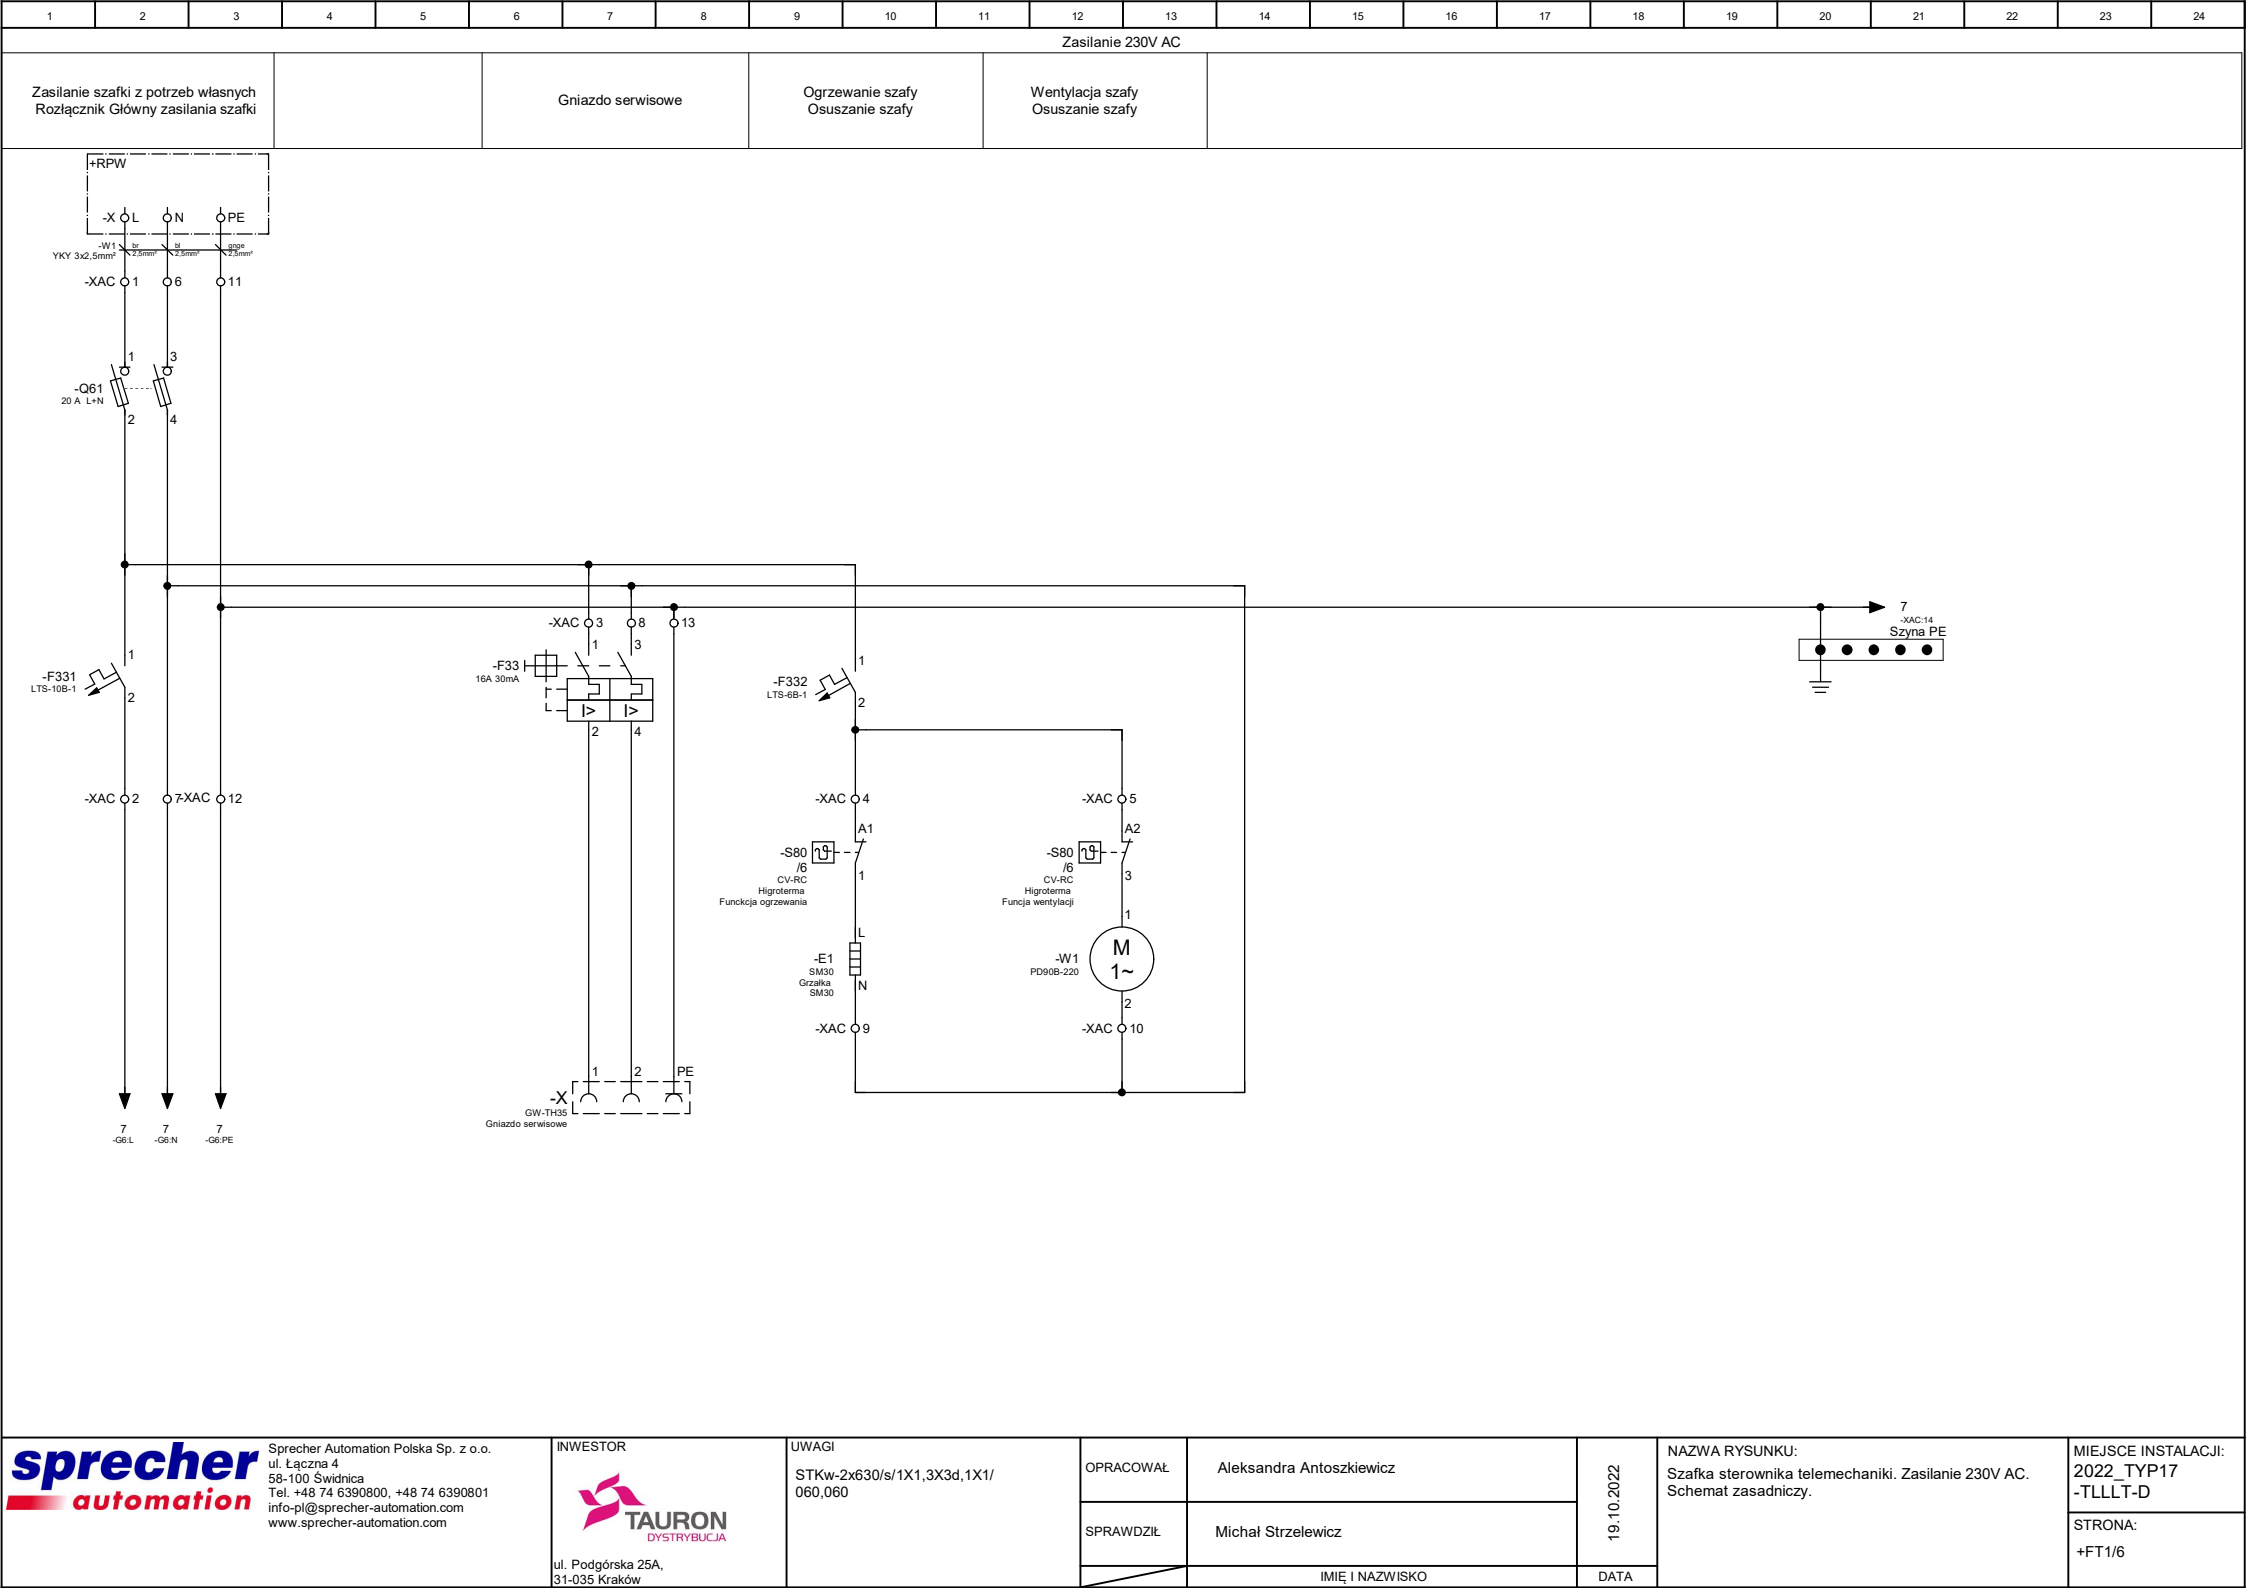 1 2 3 4 5 6 7 8 9 10 11 12 13 14 15 16 17 18 19 20 21 22 23 24
Zasilanie 230V AC
Zasilanie szafki z potrzeb własnych
Rozłącznik Główny zasilania szafki
Gniazdo serwisowe
Ogrzewanie szafy
Osuszanie szafy
Wentylacja szafy
Osuszanie szafy
+RPW
-X L N PE
-W1
YKY 3x2,5mm²
br
2,5mm²
bl
2,5mm²
gnge
2,5mm²
-XAC 1 6 11
1 3
-Q61
20 A L+N
2 4
7
-XAC:14
Szyna PE
-XAC 3 8 13
1 3
-F33
16A 30mA
I> I>
2 4
1
-F331
LTS-10B-1
2
1
-F332
LTS-6B-1
2
-XAC 2 7 -XAC 12
-XAC 4
-XAC 5
A1
-S80
/6
CV-RC
Higroterma
Funckcja ogrzewania
1
A2
-S80
/6
CV-RC
Higroterma
Funcja wentylacji
3
L
-E1
SM30
Grzałka
SM30
N
1
-W1
PD90B-220
M
1~
2
-XAC 9
-XAC 10
1 2 PE
-X
GW-TH35
Gniazdo serwisowe
7 7 7
-G6:L -G6:N -G6:PE
sprecher
automation
Sprecher Automation Polska Sp. z o.o.
ul. Łączna 4
58-100 Świdnica
Tel. +48 74 6390800, +48 74 6390801
info-pl@sprecher-automation.com
www.sprecher-automation.com
INWESTOR
TAURON
DYSTRYBUCJA
ul. Podgórska 25A,
31-035 Kraków
UWAGI
STKw-2x630/s/1X1,3X3d,1X1/
060,060
OPRACOWAŁ
Aleksandra Antoszkiewicz
SPRAWDZIŁ
Michał Strzelewicz
IMIĘ I NAZWISKO
19.10.2022
DATA
NAZWA RYSUNKU:
Szafka sterownika telemechaniki. Zasilanie 230V AC.
Schemat zasadniczy.
MIEJSCE INSTALACJI:
2022_TYP17
-TLLLT-D
STRONA:
+FT1/6